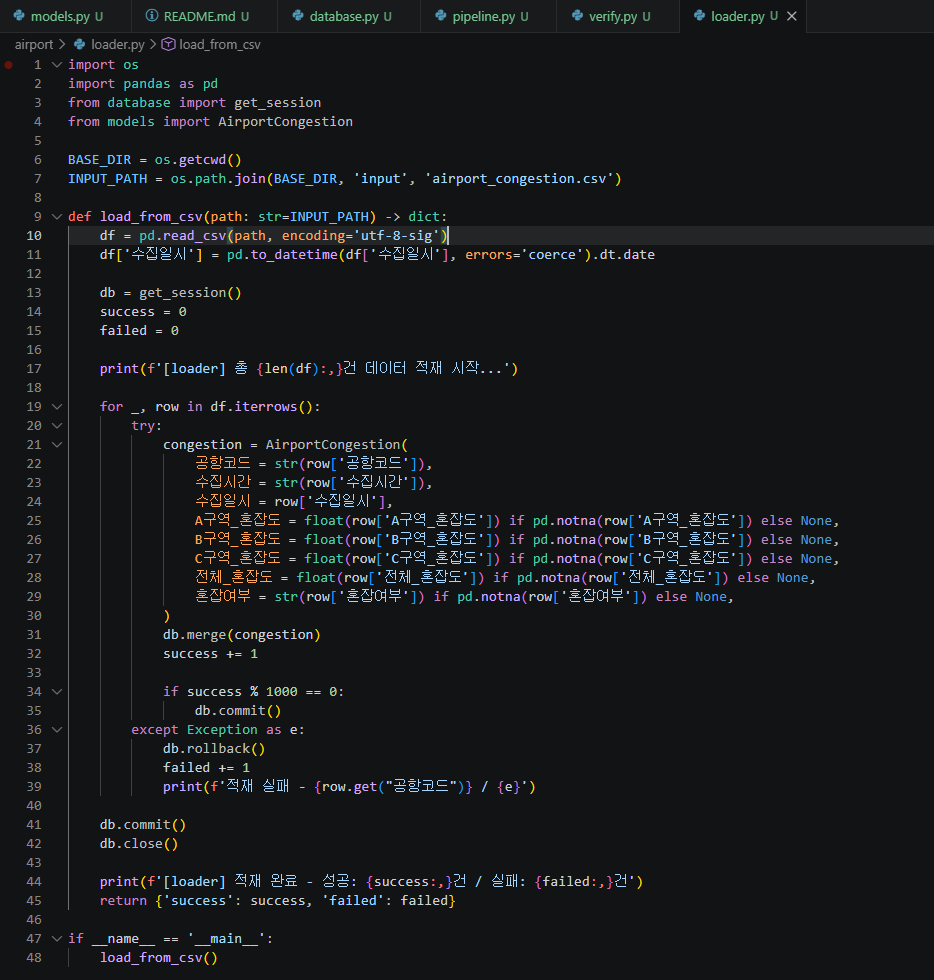 models.py U README.md U database.py U pipeline.py U verify.py U loader.py U
airport > loader.py > load_from_csv
1 import os
2 import pandas as pd
3 from database import get_session
4 from models import AirportCongestion
5
6 BASE_DIR = os.getcwd()
7 INPUT_PATH = os.path.join(BASE_DIR, 'input', 'airport_congestion.csv')
8
9 def load_from_csv(path: str=INPUT_PATH) -> dict:
10     df = pd.read_csv(path, encoding='utf-8-sig')
11     df['수집일시'] = pd.to_datetime(df['수집일시'], errors='coerce').dt.date
12
13     db = get_session()
14     success = 0
15     failed = 0
16
17     print(f'[loader] 총 {len(df):,}건 데이터 적재 시작...')
18
19     for _, row in df.iterrows():
20         try:
21             congestion = AirportCongestion(
22                 공항코드 = str(row['공항코드']),
23                 수집시간 = str(row['수집시간']),
24                 수집일시 = row['수집일시'],
25                 A구역_혼잡도 = float(row['A구역_혼잡도']) if pd.notna(row['A구역_혼잡도']) else None,
26                 B구역_혼잡도 = float(row['B구역_혼잡도']) if pd.notna(row['B구역_혼잡도']) else None,
27                 C구역_혼잡도 = float(row['C구역_혼잡도']) if pd.notna(row['C구역_혼잡도']) else None,
28                 전체_혼잡도 = float(row['전체_혼잡도']) if pd.notna(row['전체_혼잡도']) else None,
29                 혼잡여부 = str(row['혼잡여부']) if pd.notna(row['혼잡여부']) else None,
30             )
31             db.merge(congestion)
32             success += 1
33
34             if success % 1000 == 0:
35                 db.commit()
36         except Exception as e:
37             db.rollback()
38             failed += 1
39             print(f'적재 실패 - {row.get("공항코드")} / {e}')
40
41     db.commit()
42     db.close()
43
44     print(f'[loader] 적재 완료 - 성공: {success:,}건 / 실패: {failed:,}건')
45     return {'success': success, 'failed': failed}
46
47 if __name__ == '__main__':
48     load_from_csv()